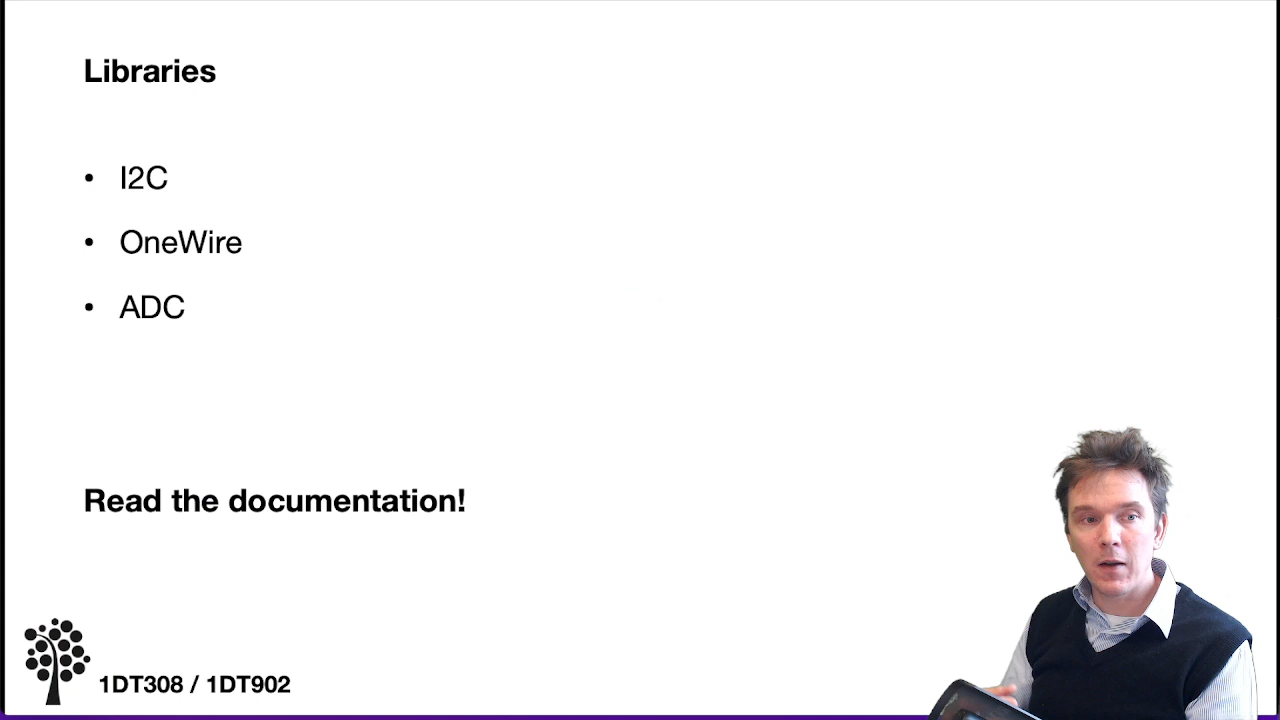 Libraries
• I2C
• OneWire
• ADC
Read the documentation!
1DT308 / 1DT902